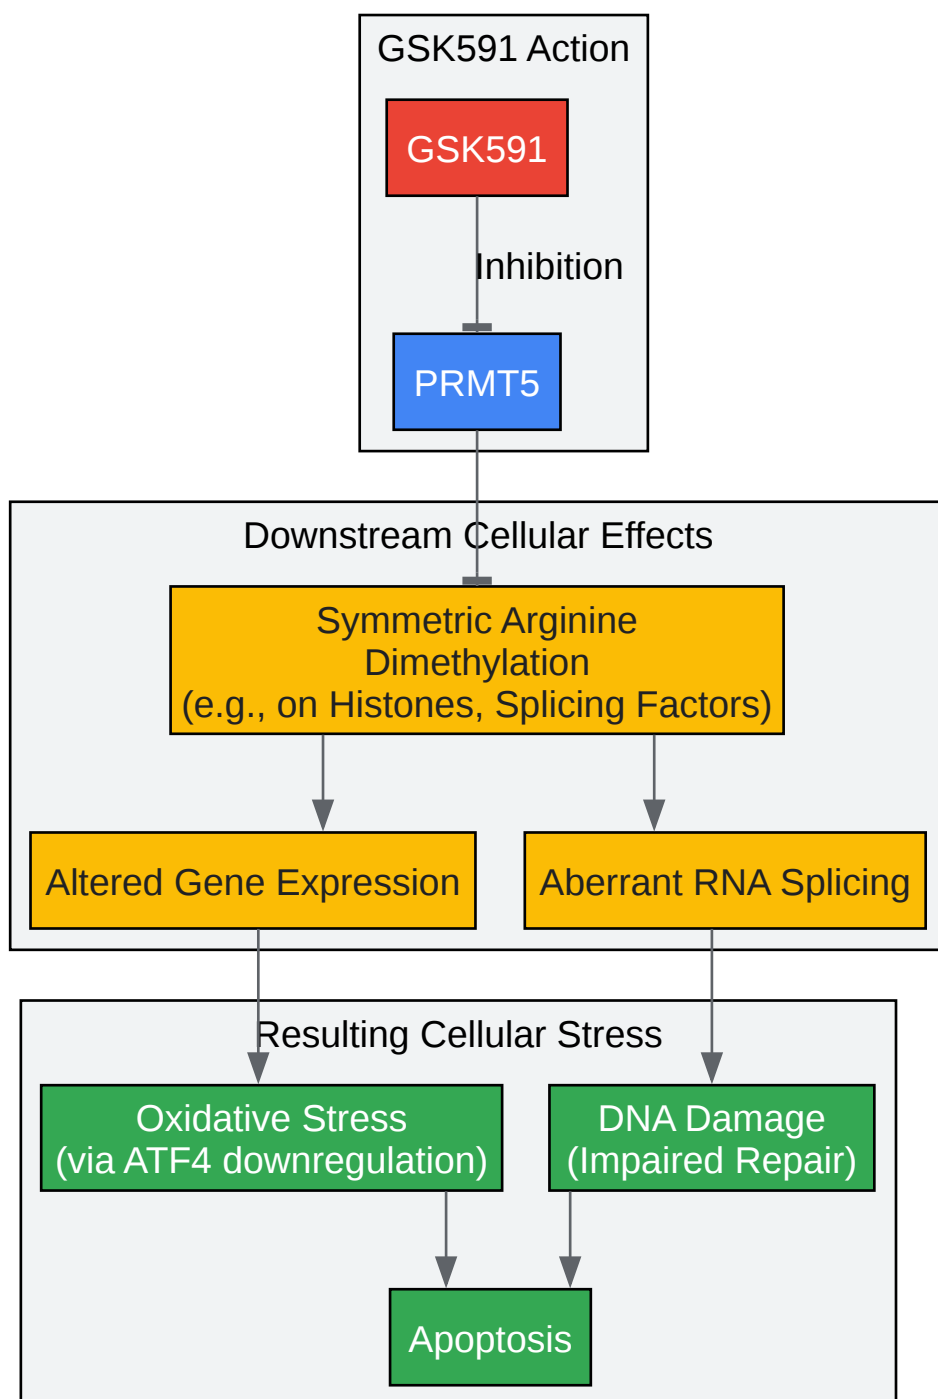 GSK591 Action
GSK591
Inhibition
PRMT5
Downstream Cellular Effects
Symmetric Arginine
Dimethylation
(e.g., on Histones, Splicing Factors)
Altered Gene Expression
Aberrant RNA Splicing
Resulting Cellular Stress
Oxidative Stress
(via ATF4 downregulation)
DNA Damage
(Impaired Repair)
Apoptosis